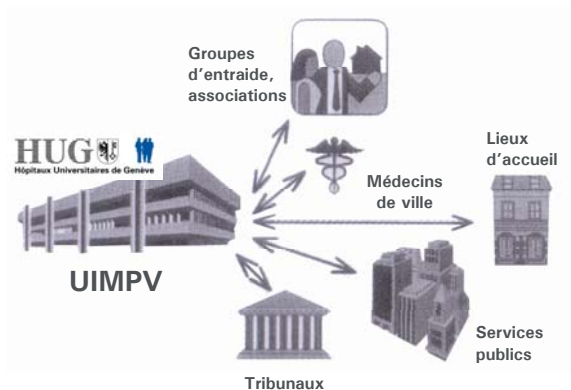 Groupes
d'entraide,
associations
HUG
Hôpitaux Universitaires de Genève
Lieux
d'accueil
Médecins
de ville
UIMPV
Services
publics
Tribunaux